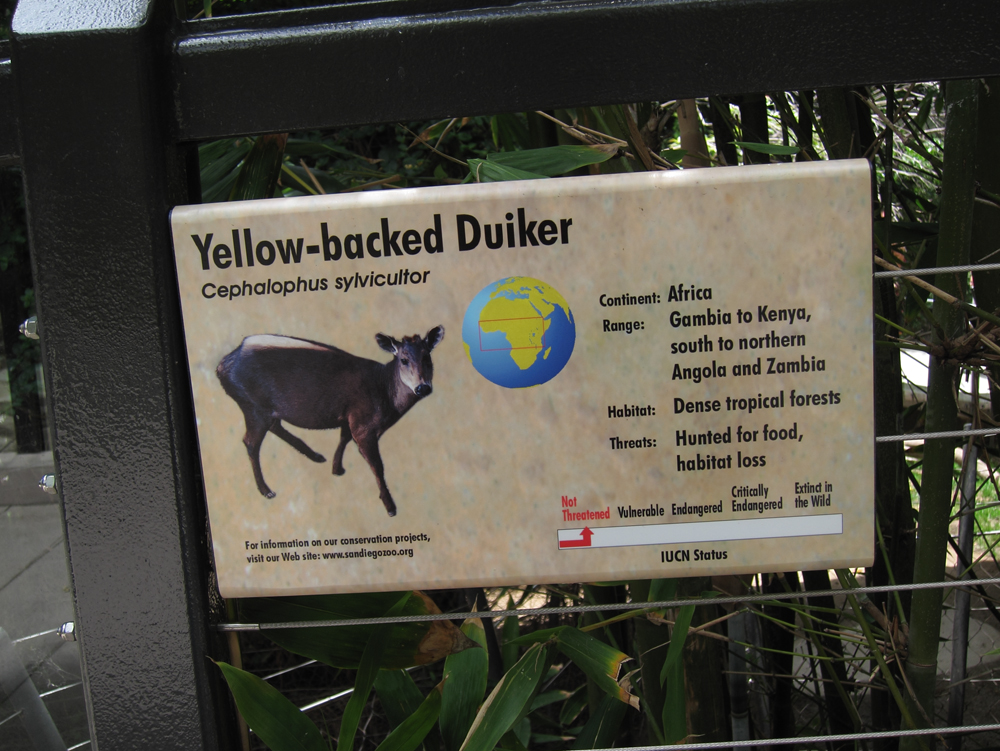 Yellow-backed Duiker
Cephalophus sylvicultor
Continent: Africa
Range: Gambia to Kenya,
south to northern
Angola and Zambia
Habitat: Dense tropical forests
Threats: Hunted for food,
habitat loss
Not
Threatened
Vulnerable
Endangered
Critically
Endangered
Extinct in
the Wild
IUCN Status
For information on our conservation projects,
visit our Web site: www.sandiegozoo.org